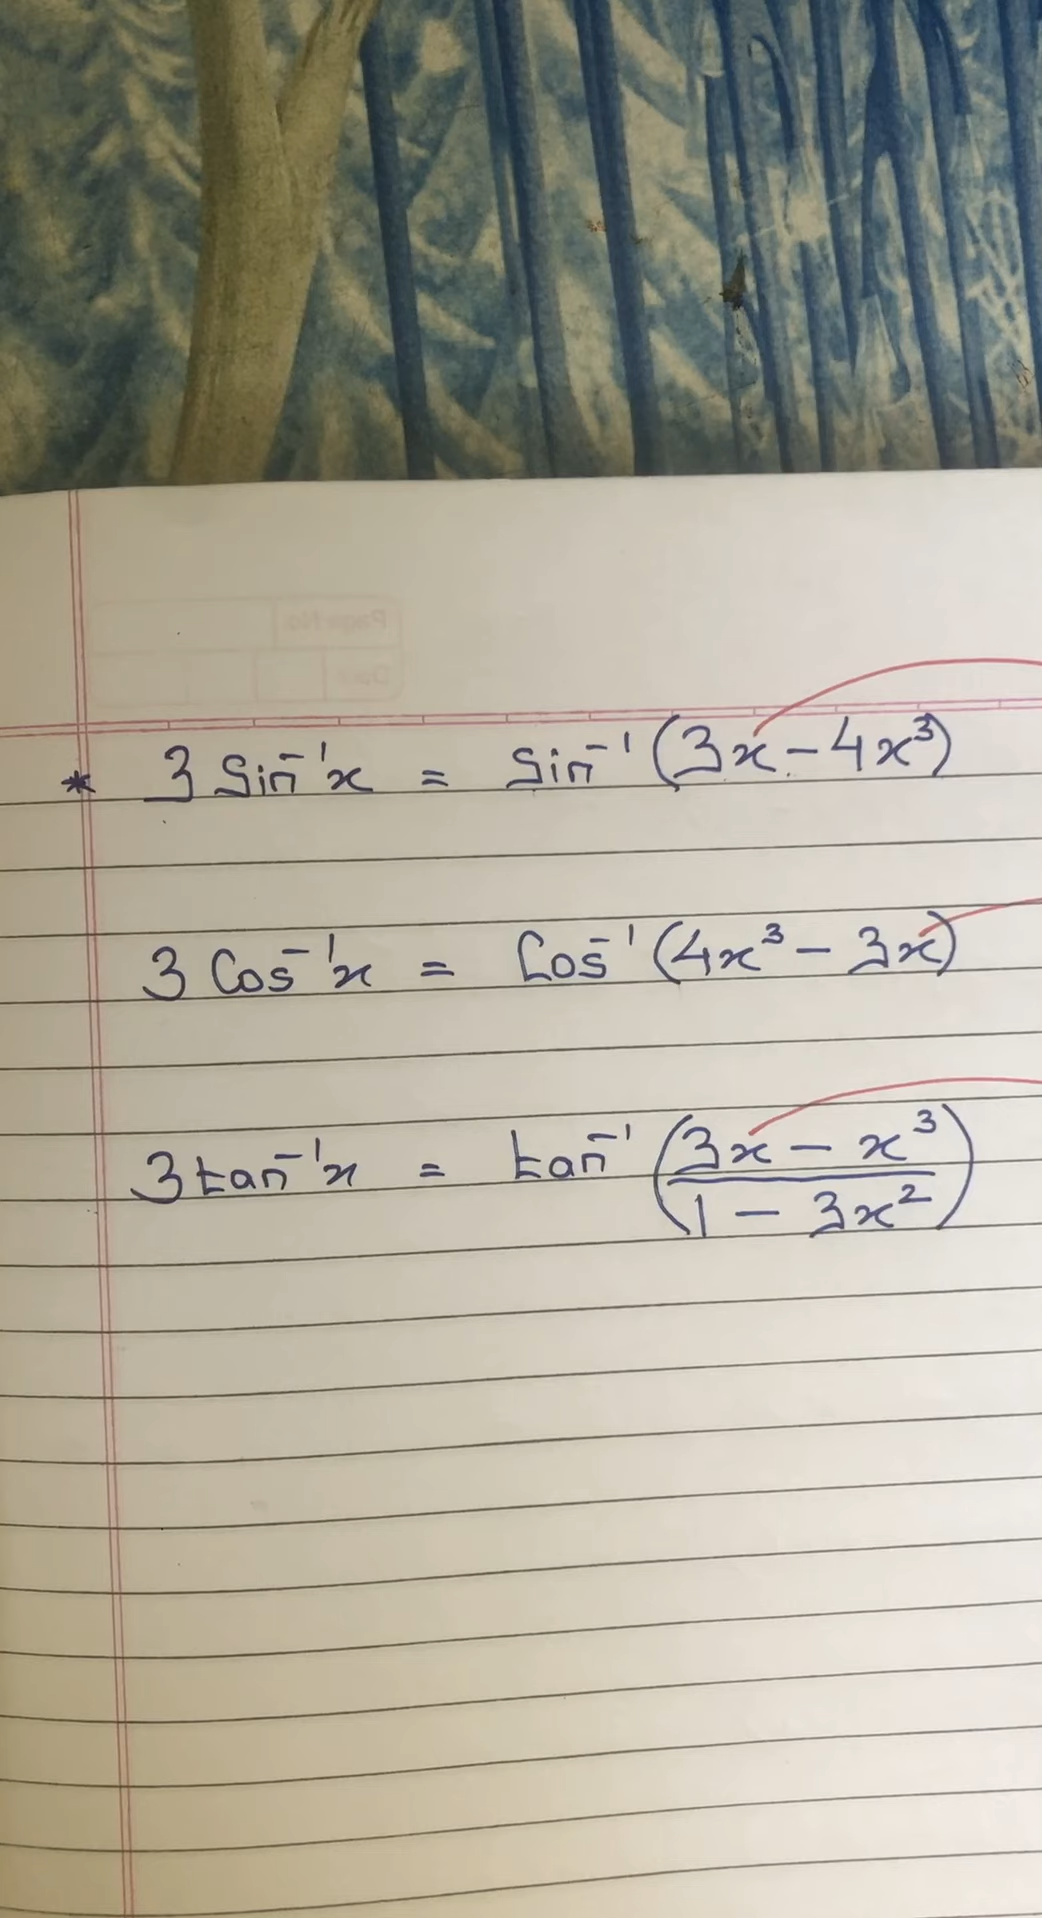 * 3 Sin⁻¹x = Sin⁻¹ (3x - 4x³)
3 Cos⁻¹x = Cos⁻¹ (4x³ - 3x)
3 tan⁻¹x = tan⁻¹ ((3x - x³)/(1 - 3x²))